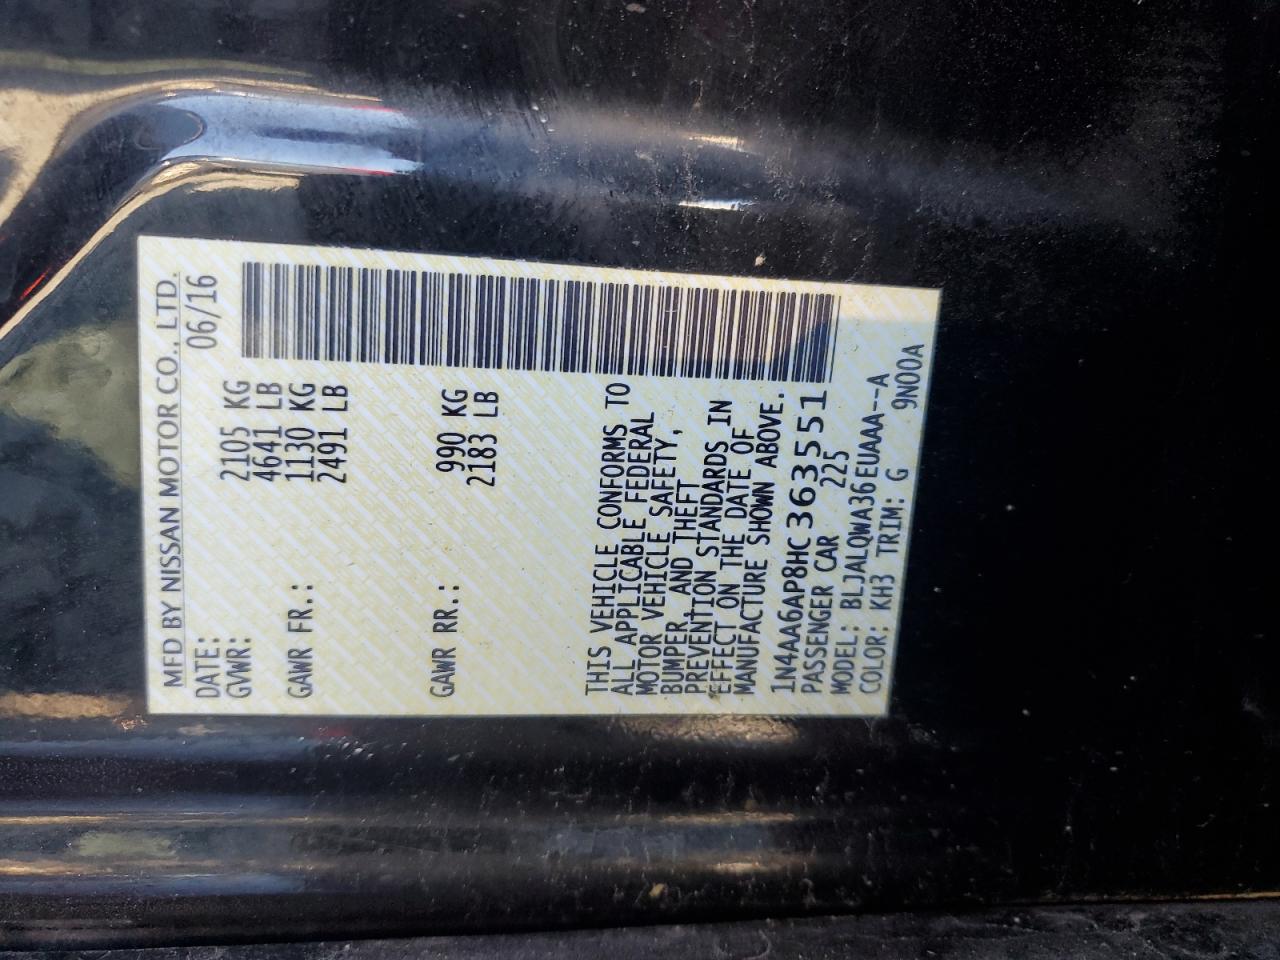 MFD BY NISSAN MOTOR CO., LTD.
DATE: 06/16
GVWR: 2105 KG
4641 LB
GAWR FR.: 1130 KG
2491 LB
GAWR RR.: 990 KG
2183 LB
THIS VEHICLE CONFORMS TO
ALL APPLICABLE FEDERAL
MOTOR VEHICLE SAFETY,
BUMPER, AND THEFT
PREVENTION STANDARDS IN
EFFECT ON THE DATE OF
MANUFACTURE SHOWN ABOVE.
1N4AA6AP8HC363551
PASSENGER CAR 225
MODEL: BLJALQWA36EUAAA--A
COLOR: KH3 TRIM: G 9N00A